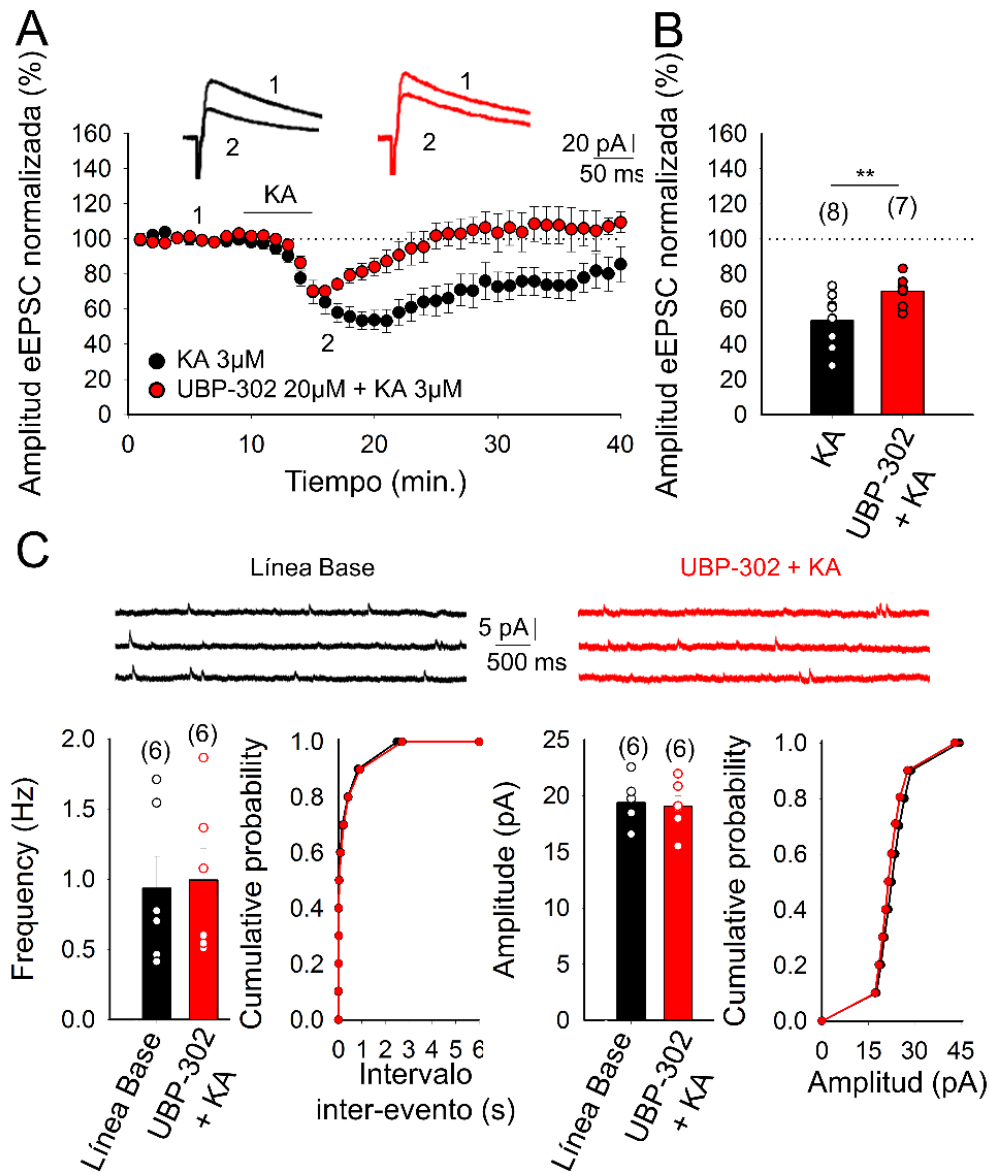 A
Amplitud eEPSC normalizada (%)
160
140
120
100
80
60
40
20
0
1
2
1
2
20 pA
50 ms
KA
1
2
KA 3µM
UBP-302 20µM + KA 3µM
0
10
20
30
40
Tiempo (min.)
B
Amplitud eEPSC normalizada (%)
160
140
120
100
80
60
40
20
0
**
(8)
(7)
KA
UBP-302
+ KA
C
Línea Base
UBP-302 + KA
5 pA
500 ms
Frequency (Hz)
2.0
1.5
1.0
0.5
0.0
(6)
(6)
Línea Base
UBP-302
+ KA
Cumulative probability
1.0
0.8
0.6
0.4
0.2
0.0
0 1 2 3 4 5 6
Intervalo
inter-evento (s)
Amplitude (pA)
25
20
15
10
5
0
(6)
(6)
Línea Base
UBP-302
+ KA
Cumulative probability
1.0
0.8
0.6
0.4
0.2
0.0
0 15 30 45
Amplitud (pA)